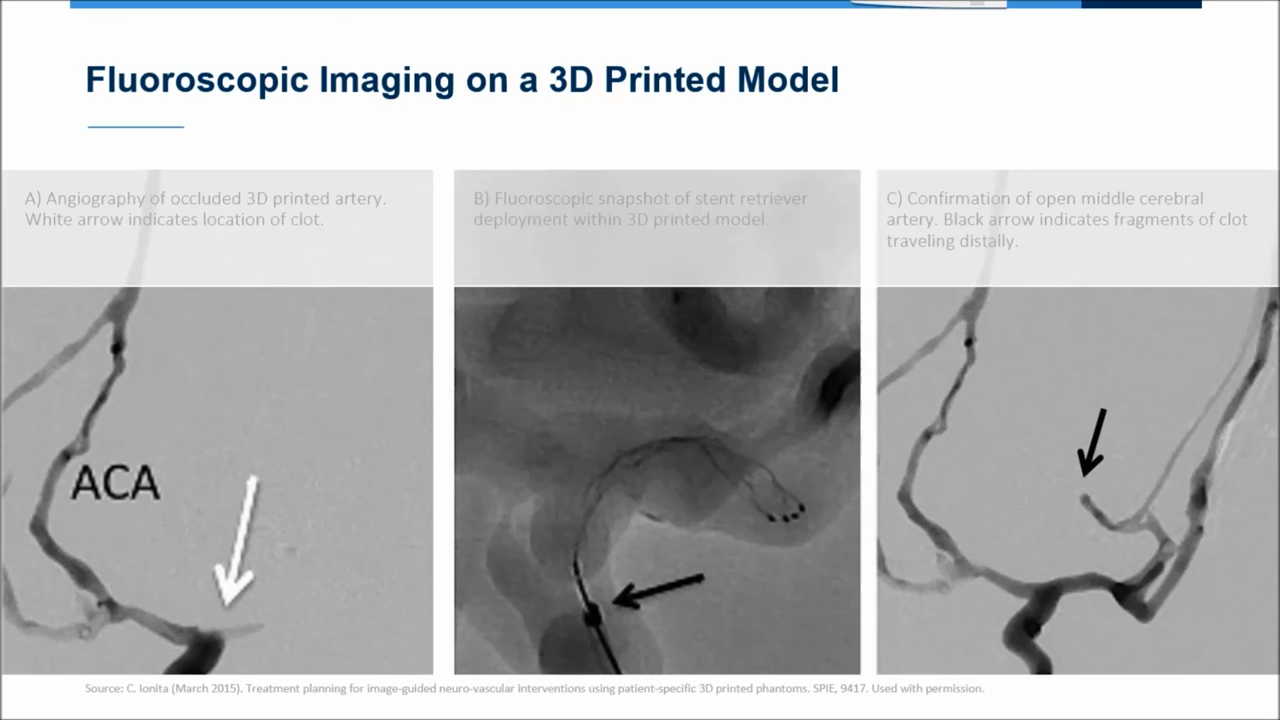 Fluoroscopic Imaging on a 3D Printed Model
A) Angiography of occluded 3D printed artery.
White arrow indicates location of clot.
B) Fluoroscopic snapshot of stent retriever
deployment within 3D printed model.
C) Confirmation of open middle cerebral
artery. Black arrow indicates fragments of clot
traveling distally.
ACA
Source: C. Ionita (March 2015). Treatment planning for image-guided neuro-vascular interventions using patient-specific 3D printed phantoms. SPIE, 9417. Used with permission.